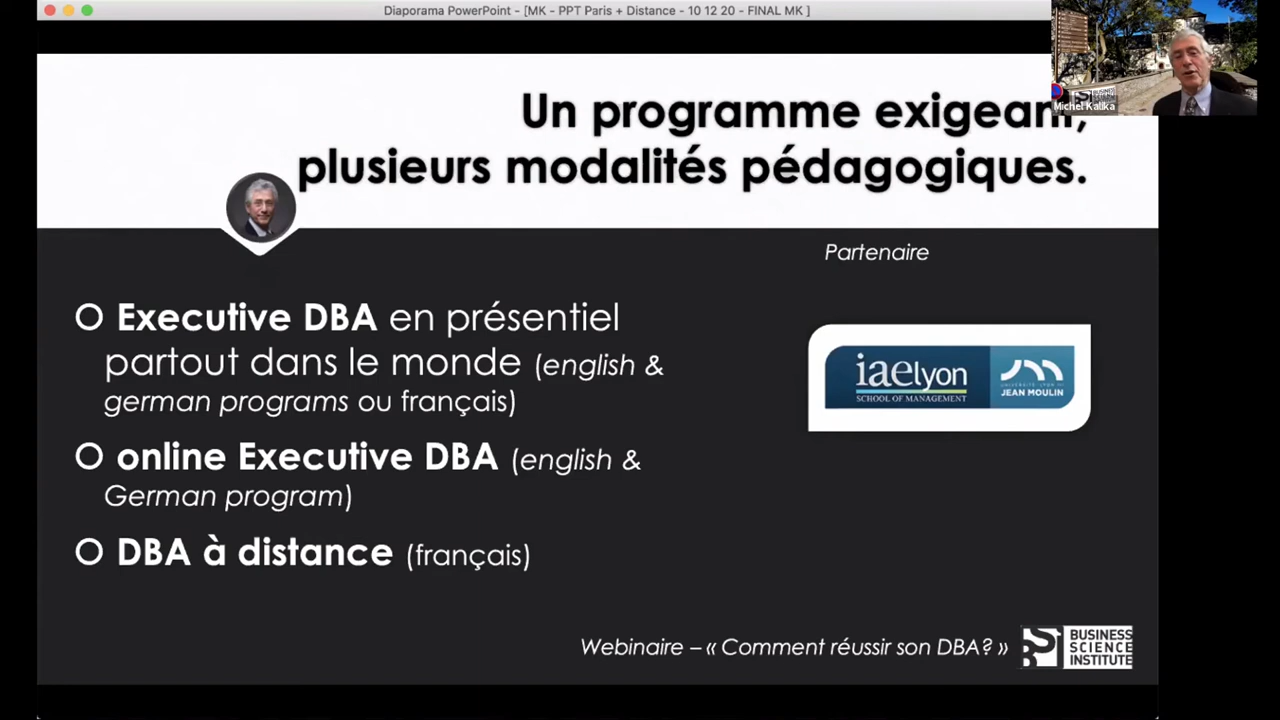 Diaporama PowerPoint - [MK - PPT Paris + Distance - 10 12 20 - FINAL MK ]
Michel Kalika
Un programme exigeant,
plusieurs modalités pédagogiques.
Partenaire
Executive DBA en présentiel
partout dans le monde (english &
german programs ou français)
iaelyon
SCHOOL OF MANAGEMENT
UNIVERSITÉ LYON III
JEAN MOULIN
online Executive DBA (english &
German program)
DBA à distance (français)
Webinaire – « Comment réussir son DBA? »
BUSINESS
SCIENCE
INSTITUTE